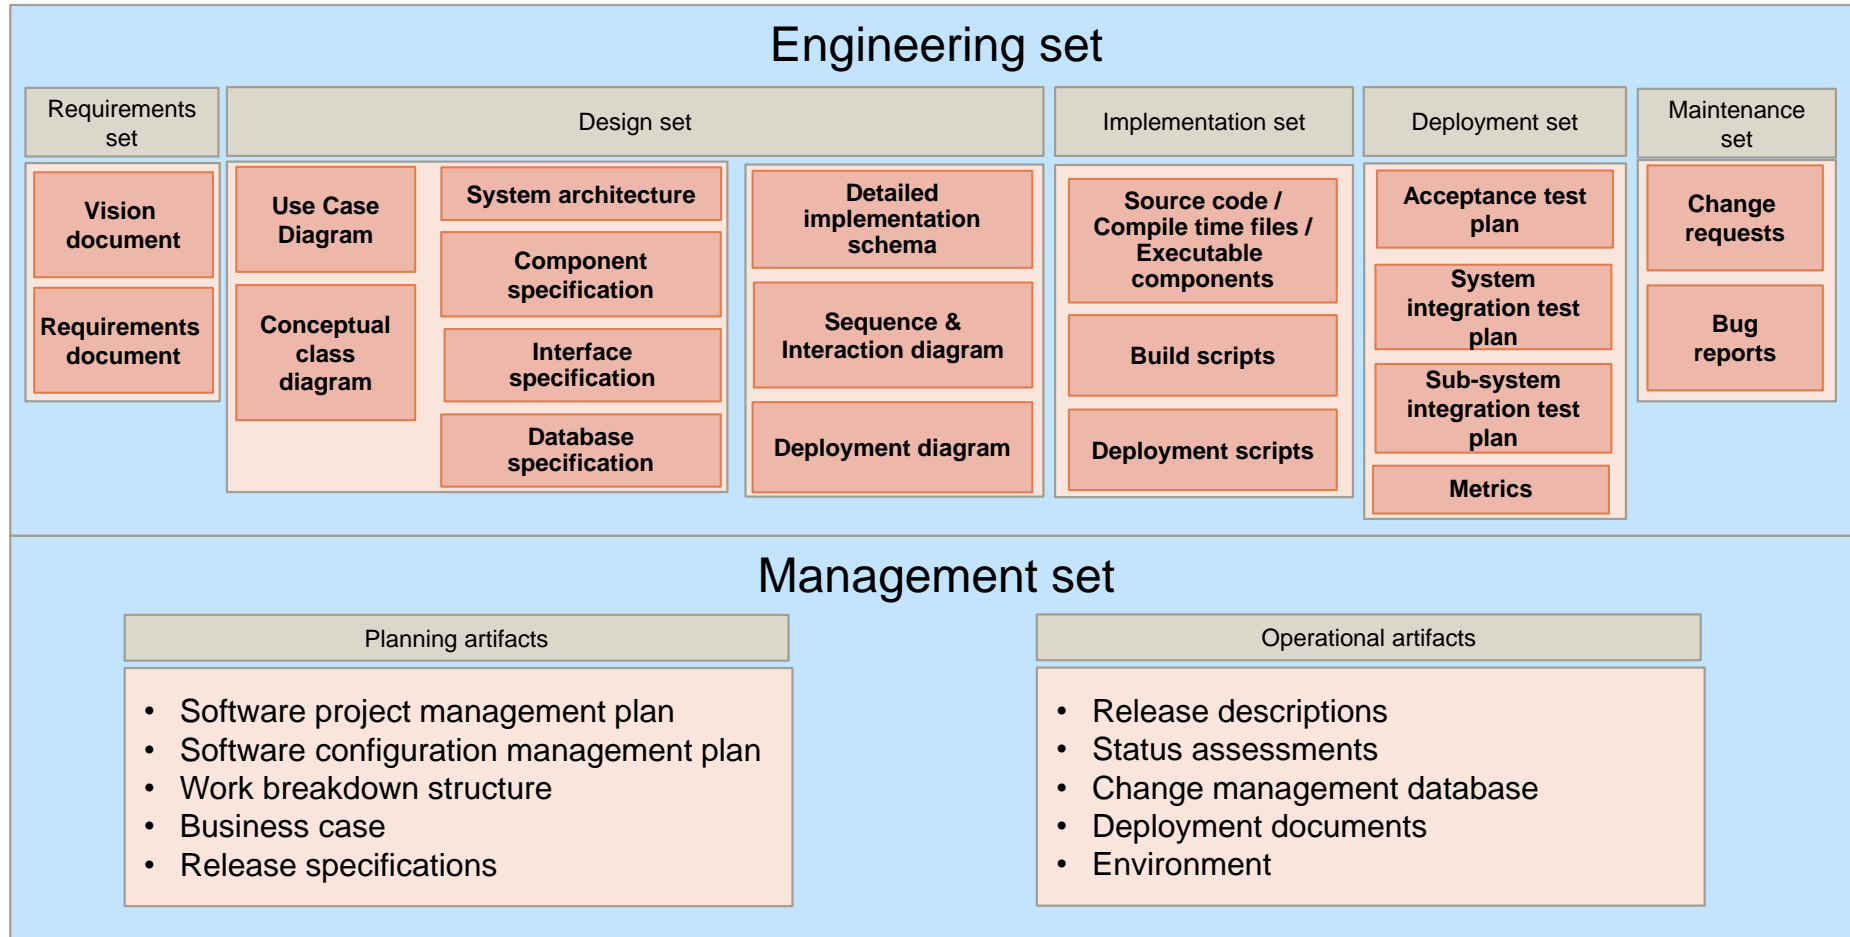 Engineering set
Requirements
set
Design set
Implementation set
Deployment set
Maintenance
set
Vision
document
Requirements
document
Use Case
Diagram
Conceptual
class
diagram
System architecture
Component
specification
Interface
specification
Database
specification
Detailed
implementation
schema
Sequence &
Interaction diagram
Deployment diagram
Source code /
Compile time files /
Executable
components
Build scripts
Deployment scripts
Acceptance test
plan
System
integration test
plan
Sub-system
integration test
plan
Metrics
Change
requests
Bug
reports
Management set
Planning artifacts
• Software project management plan
• Software configuration management plan
• Work breakdown structure
• Business case
• Release specifications
Operational artifacts
• Release descriptions
• Status assessments
• Change management database
• Deployment documents
• Environment